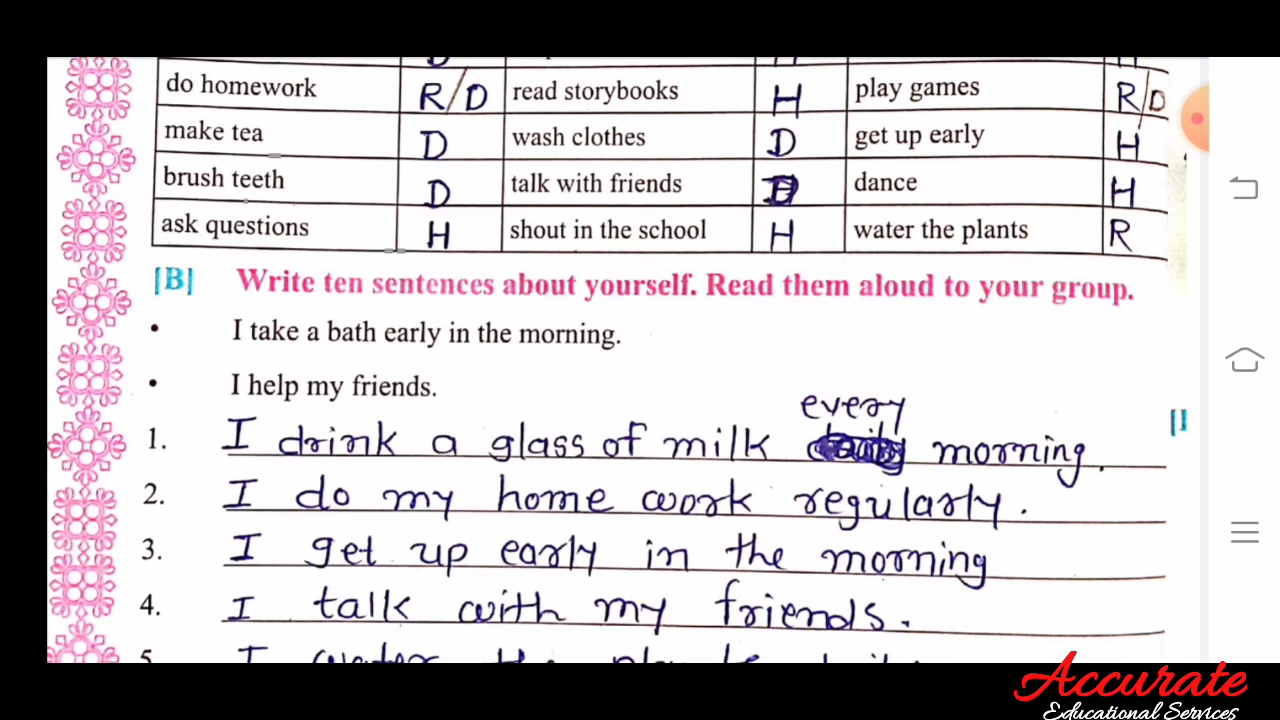 do homework R/D read storybooks H play games R/D
make tea D wash clothes D get up early H
brush teeth D talk with friends dance H
ask questions H shout in the school H water the plants R
[B] Write ten sentences about yourself. Read them aloud to your group.
• I take a bath early in the morning.
• I help my friends.
every
1. I drink a glass of milk morning.
2. I do my home work regularly.
3. I get up early in the morning
4. I talk with my friends.
5. I water the plants
Accurate
Educational Services